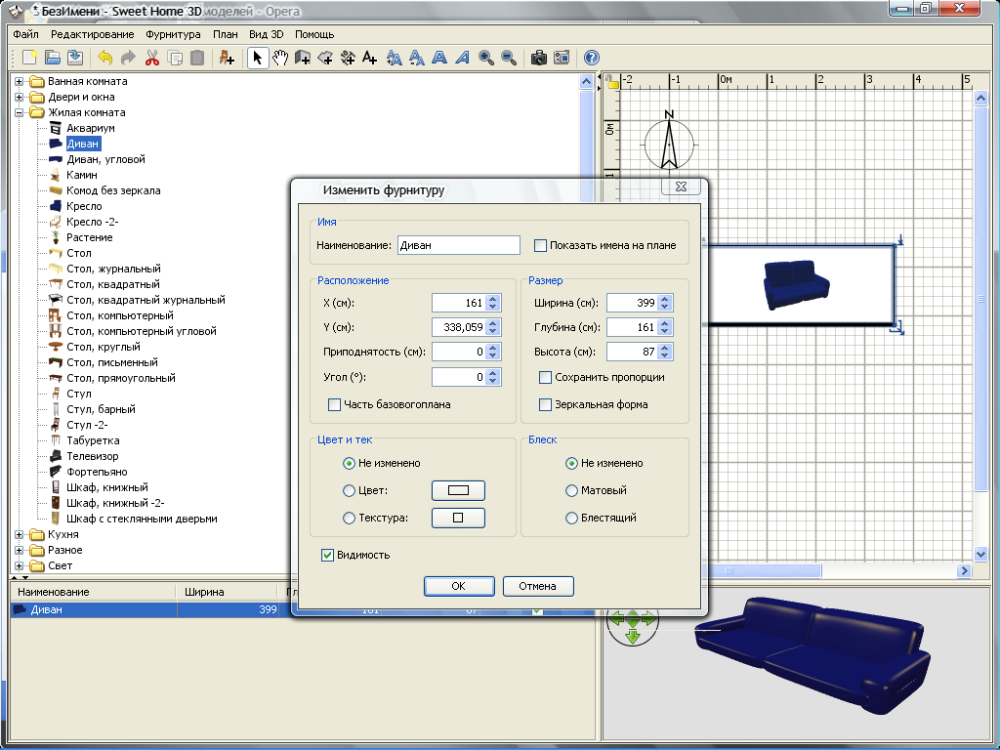 БезИмени - Sweet Home 3D моделей - Opera
Файл Редактирование Фурнитура План Вид 3D Помощь
Ванная комната
Двери и окна
Жилая комната
Аквариум
Диван
Диван, угловой
Камин
Комод без зеркала
Кресло
Кресло -2-
Растение
Стол
Стол, журнальный
Стол, квадратный
Стол, квадратный журнальный
Стол, компьютерный
Стол, компьютерный угловой
Стол, круглый
Стол, письменный
Стол, прямоугольный
Стул
Стул, барный
Стул -2-
Табуретка
Телевизор
Фортепьяно
Шкаф, книжный
Шкаф, книжный -2-
Шкаф с стеклянными дверьми
Кухня
Разное
Свет
-2 -1 0м 1 2 3 4 5
0м
1
N
Изменить фурнитуру
Имя
Наименование: Диван Показать имена на плане
Расположение
X (см): 161
Y (см): 338,059
Приподнятость (см): 0
Угол (°): 0
Часть базовогоплана
Размер
Ширина (см): 399
Глубина (см): 161
Высота (см): 87
Сохранить пропорции
Зеркальная форма
Цвет и тек
Не изменено
Цвет:
Текстура:
Блеск
Не изменено
Матовый
Блестящий
Видимость
OK Отмена
Наименование Ширина
Диван 399 161 87